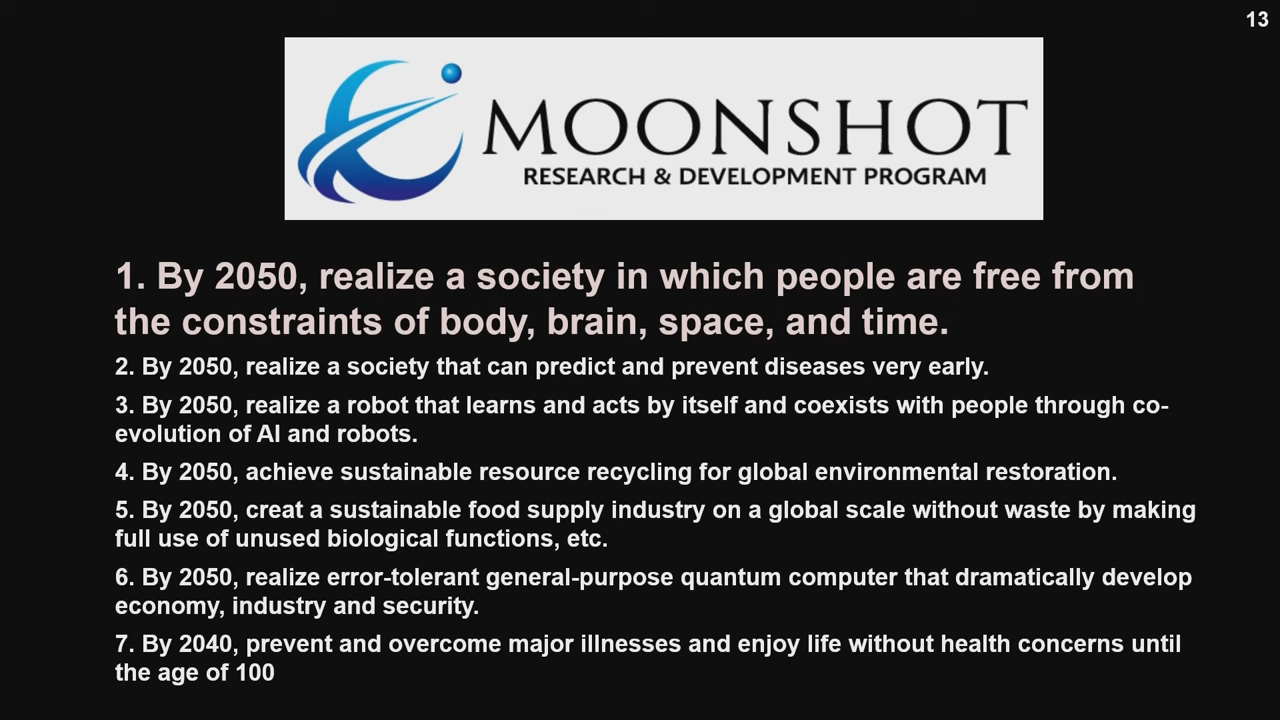 13
MOONSHOT
RESEARCH & DEVELOPMENT PROGRAM
1. By 2050, realize a society in which people are free from
the constraints of body, brain, space, and time.
2. By 2050, realize a society that can predict and prevent diseases very early.
3. By 2050, realize a robot that learns and acts by itself and coexists with people through co-
evolution of AI and robots.
4. By 2050, achieve sustainable resource recycling for global environmental restoration.
5. By 2050, creat a sustainable food supply industry on a global scale without waste by making
full use of unused biological functions, etc.
6. By 2050, realize error-tolerant general-purpose quantum computer that dramatically develop
economy, industry and security.
7. By 2040, prevent and overcome major illnesses and enjoy life without health concerns until
the age of 100